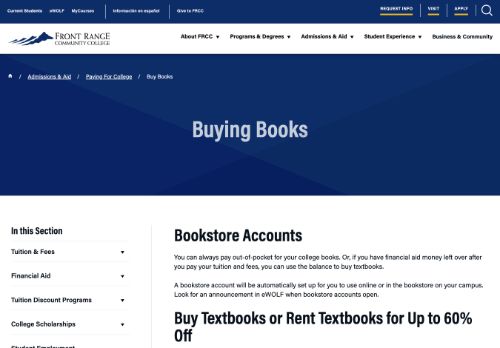 Current Students eWOLF MyCourses Información en español Give to FRCC REQUEST INFO VISIT APPLY
FRONT RANGE
COMMUNITY COLLEGE
About FRCC Programs & Degrees Admissions & Aid Student Experience Business & Community
/ Admissions & Aid / Paying For College / Buy Books
Buying Books
In this Section
Tuition & Fees
Financial Aid
Tuition Discount Programs
College Scholarships
Student Employment
Bookstore Accounts
You can always pay out-of-pocket for your college books. Or, if you have financial aid money left over after
you pay your tuition and fees, you can use the balance to buy textbooks.
A bookstore account will be automatically set up for you to use online or in the bookstore on your campus.
Look for an announcement in eWOLF when bookstore accounts open.
Buy Textbooks or Rent Textbooks for Up to 60%
Off